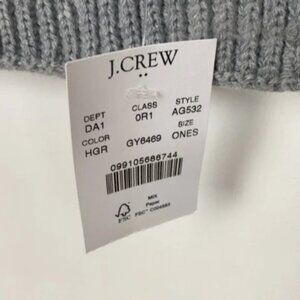 J.CREW
DEPT CLASS STYLE
DA1 0R1 AG532
COLOR SIZE
HGR GY6469 ONES
099105686744
MIX
Paper
FSC